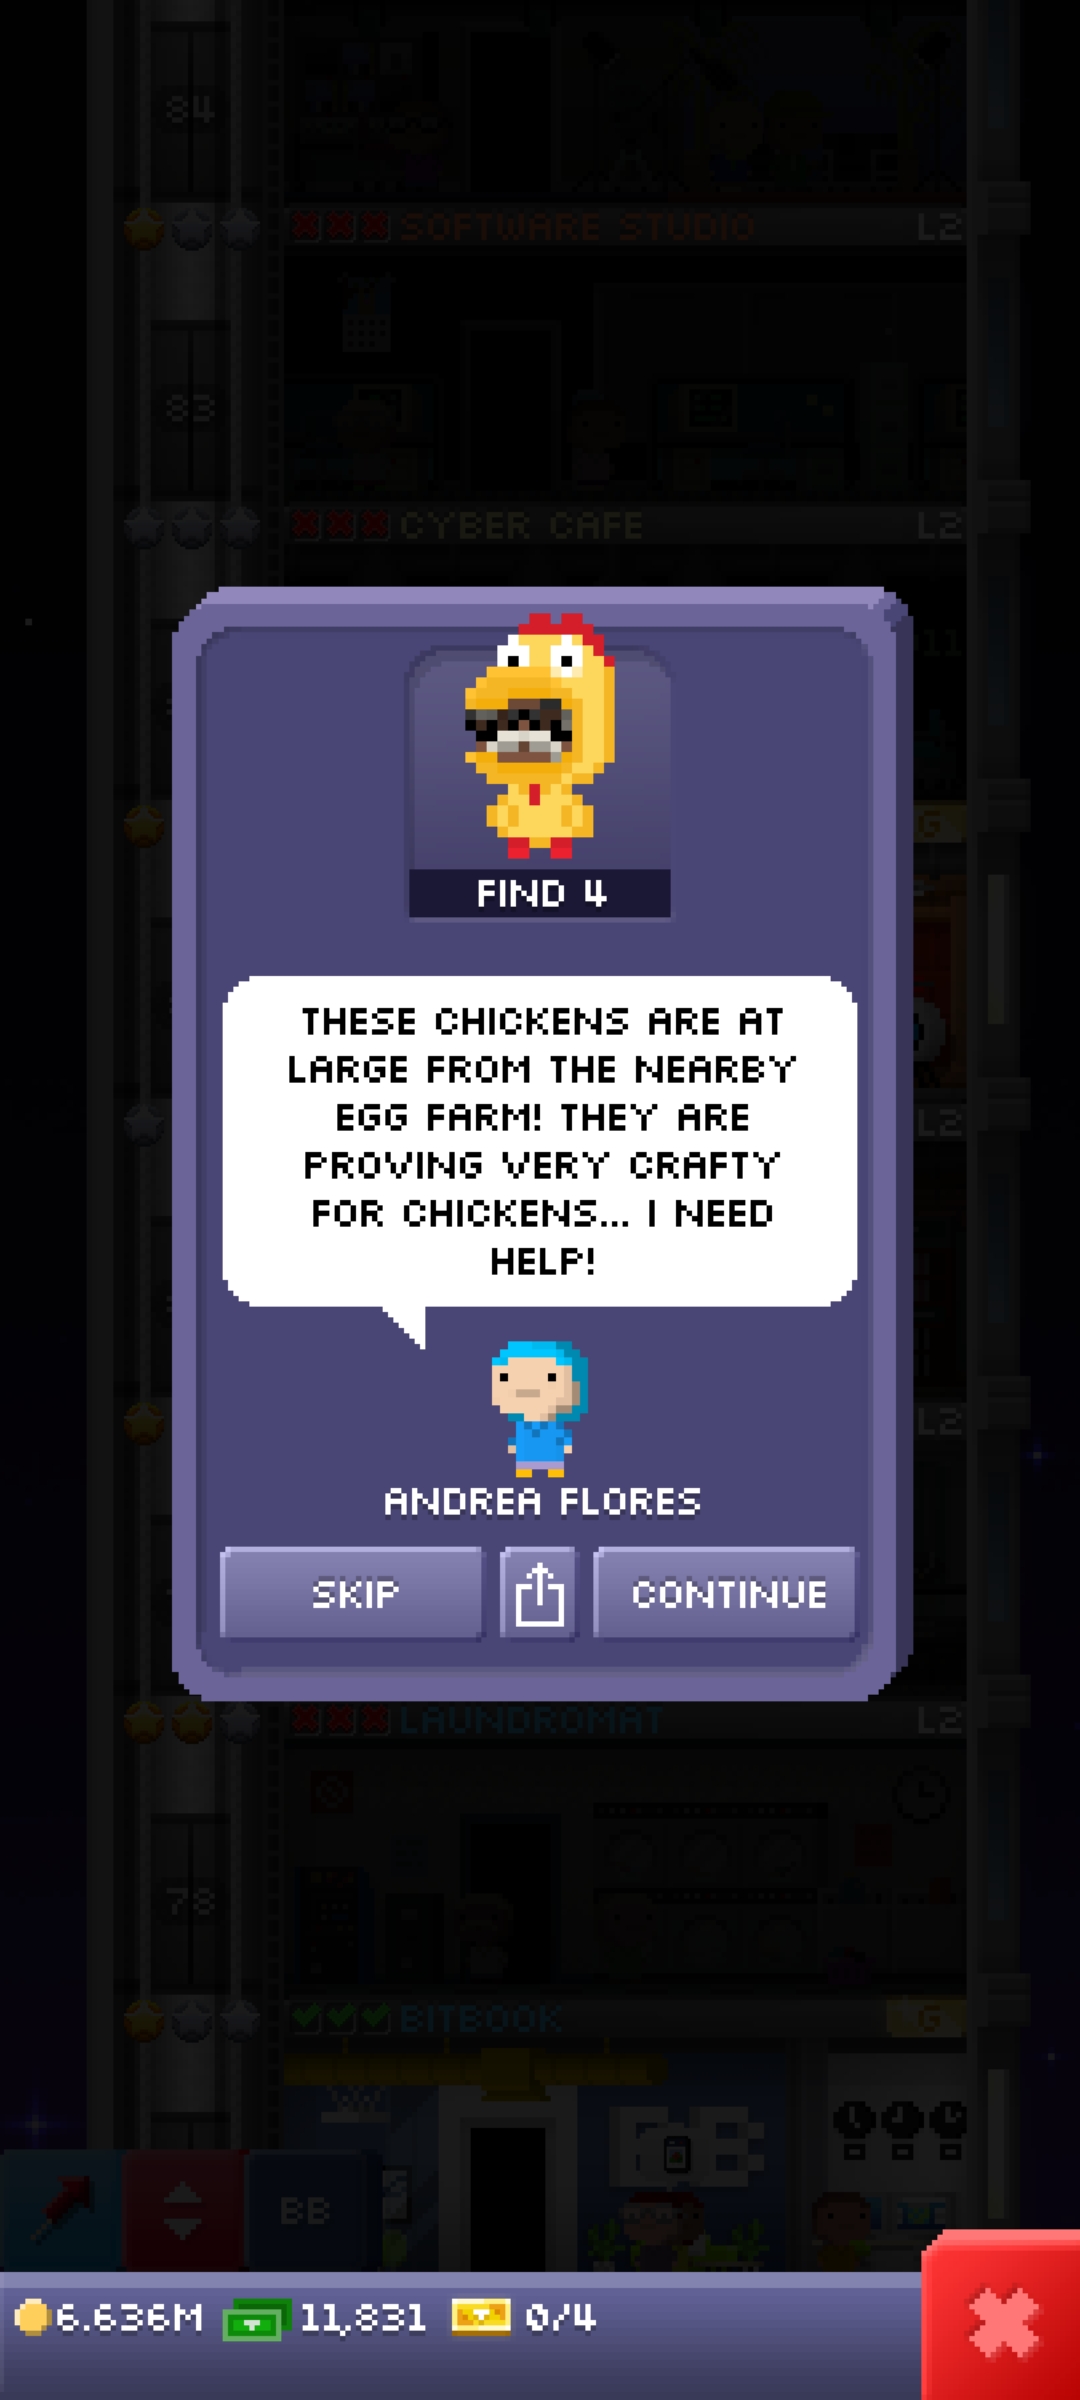 84
SOFTWARE STUDIO L2
83
CYBER CAFE L2
G
FIND 4
THESE CHICKENS ARE AT
LARGE FROM THE NEARBY
EGG FARM! THEY ARE
PROVING VERY CRAFTY
FOR CHICKENS... I NEED
HELP!
L2
L2
ANDREA FLORES
SKIP
CONTINUE
LAUNDROMAT L2
78
BITBOOK G
BB
6.636M 11,831 0/4